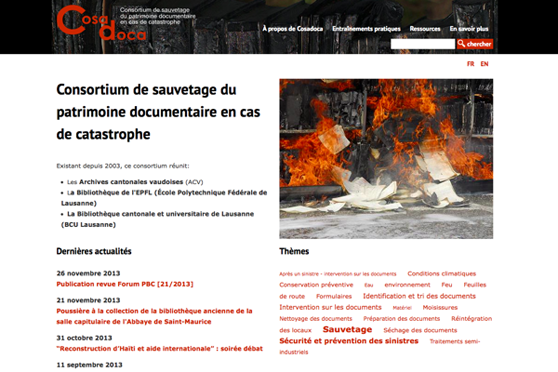 Cosa
doca
Consortium de sauvetage
du patrimoine documentaire
en cas de catastrophe
À propos de Cosadoca Entraînements pratiques Ressources En savoir plus
chercher
FR EN
Consortium de sauvetage du
patrimoine documentaire en cas
de catastrophe
Existant depuis 2003, ce consortium réunit:
• Les Archives cantonales vaudoises (ACV)
• La Bibliothèque de l'EPFL (École Polytechnique Fédérale de
Lausanne)
• La Bibliothèque cantonale et universitaire de Lausanne
(BCU Lausanne)
Dernières actualités
26 novembre 2013
Publication revue Forum PBC [21/2013]
21 novembre 2013
Poussière à la collection de la bibliothèque ancienne de la
salle capitulaire de l'Abbaye de Saint-Maurice
31 octobre 2013
"Reconstruction d'Haïti et aide internationale" : soirée débat
11 septembre 2013
Thèmes
Après un sinistre - intervention sur les documents Conditions climatiques
Conservation préventive Eau environnement Feu Feuilles
de route Formulaires Identification et tri des documents
Intervention sur les documents Matériel Moisissures
Nettoyage des documents Préparation des documents Réintégration
des locaux Sauvetage Séchage des documents
Sécurité et prévention des sinistres Traitements semi-
industriels